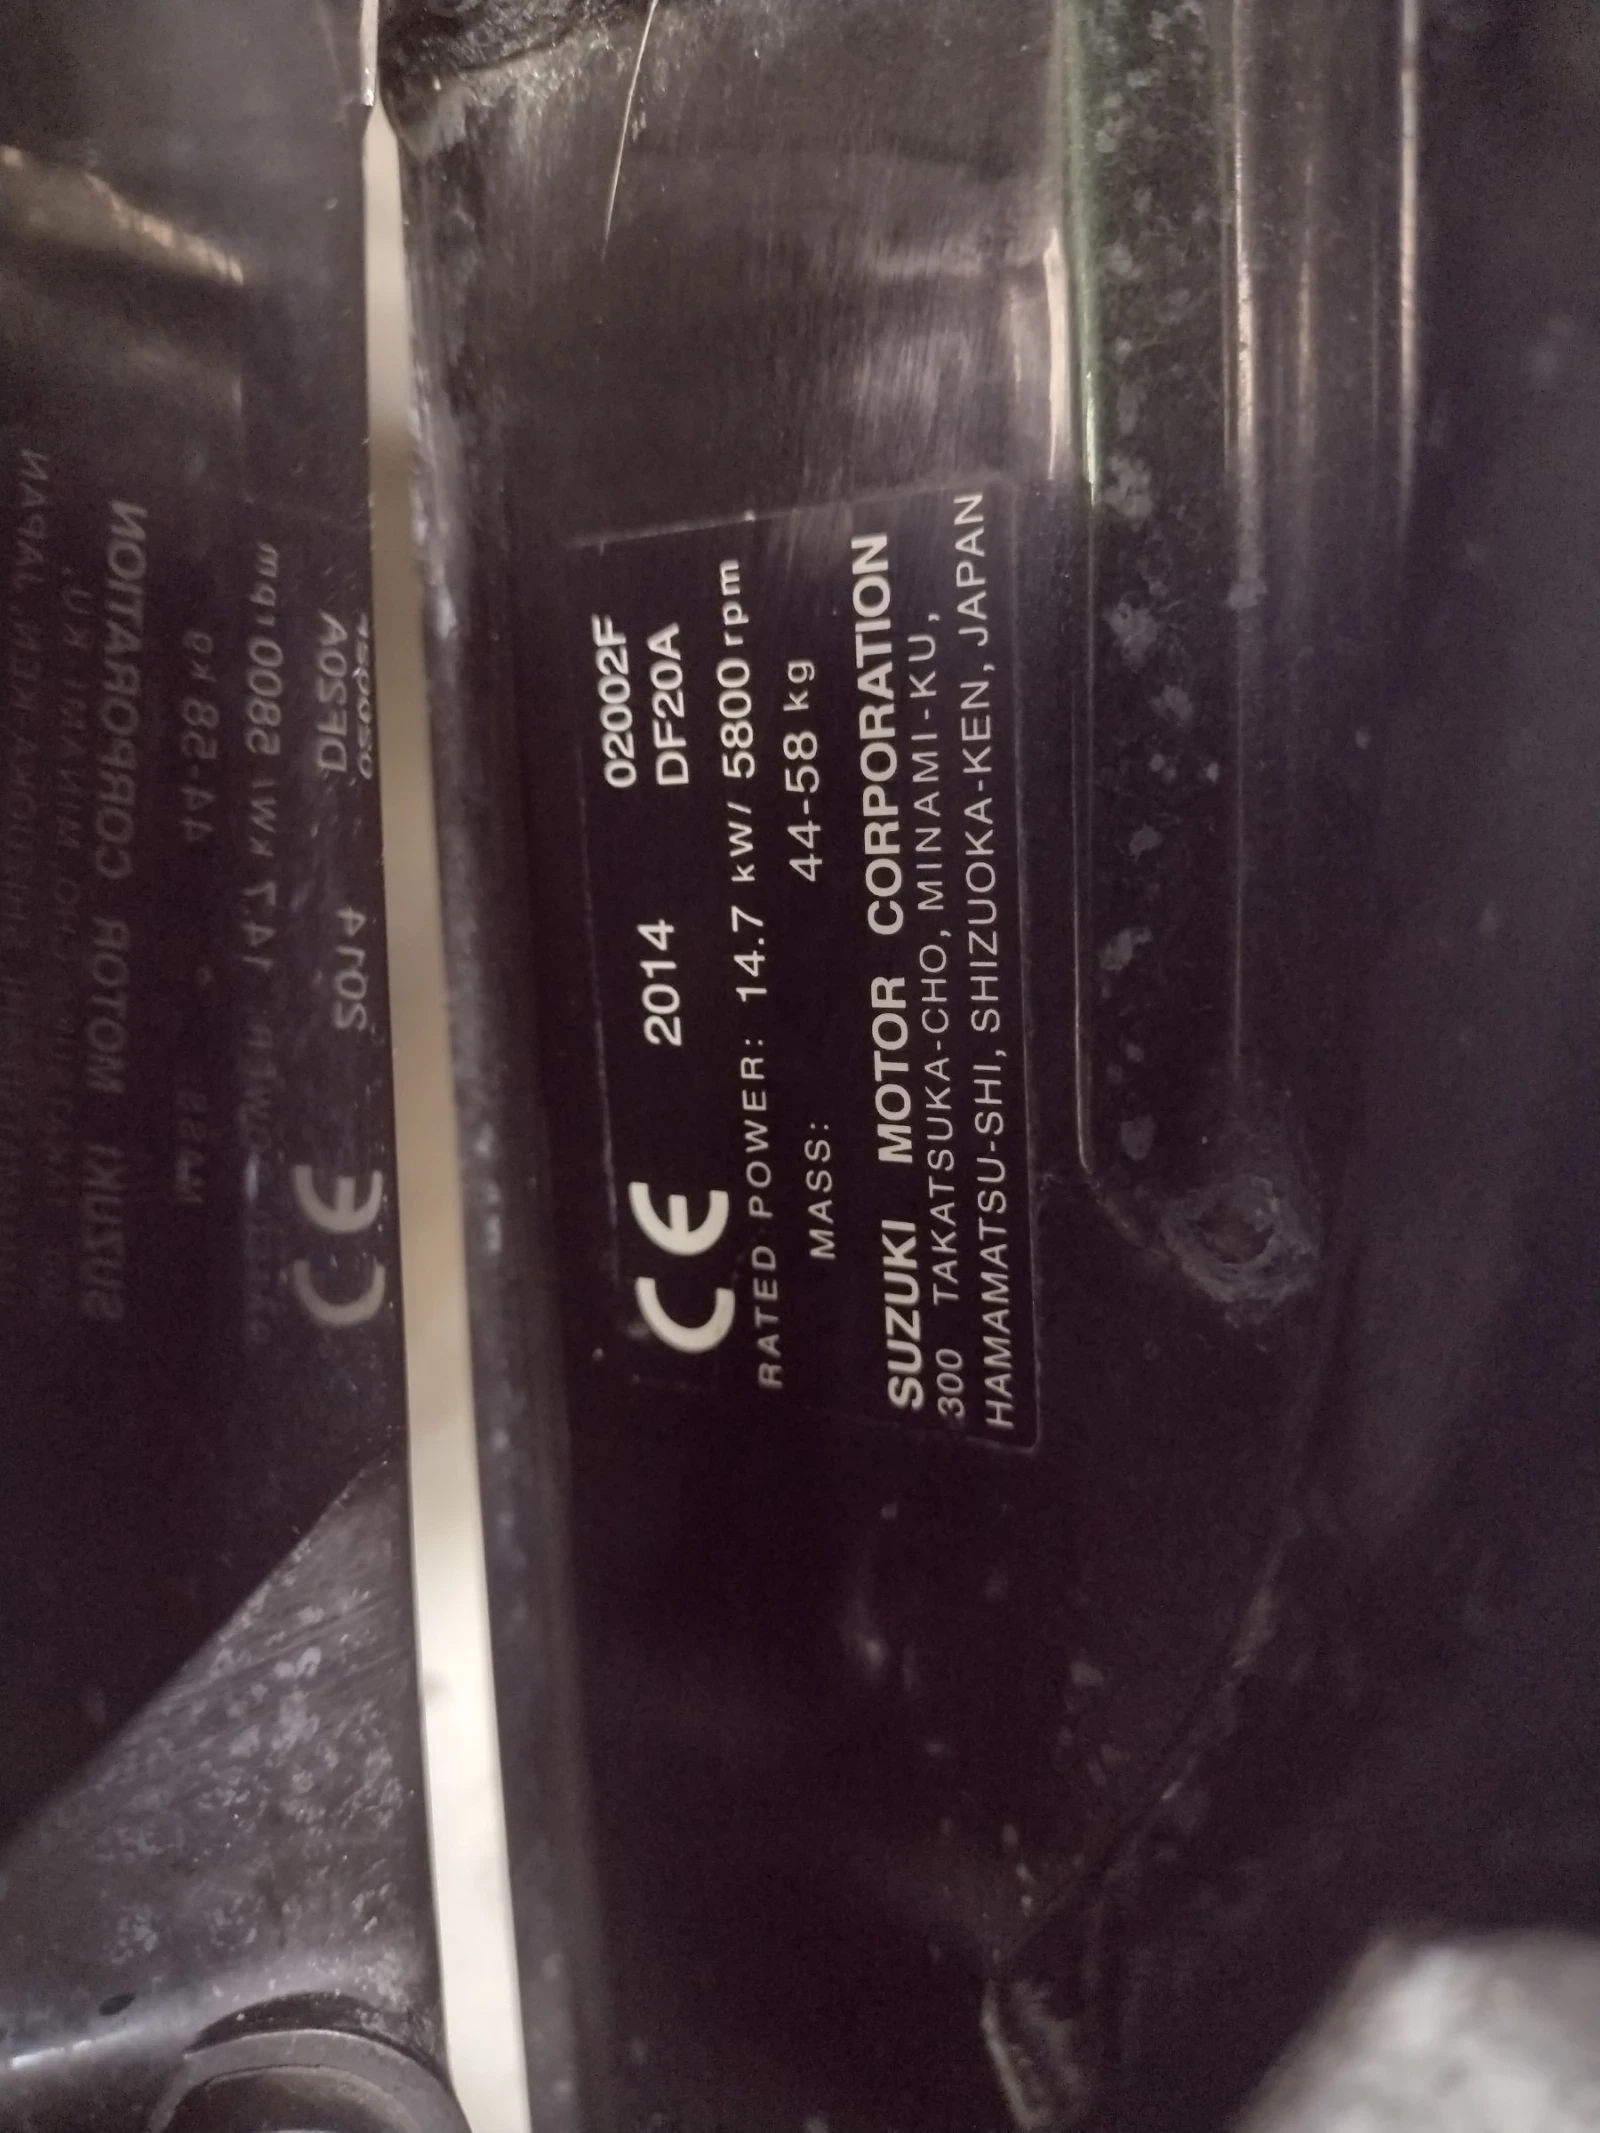 02002F
CE 2014 DF20A
RATED POWER: 14.7 kW/ 5800 rpm
MASS: 44-58 kg
SUZUKI MOTOR CORPORATION
300 TAKATSUKA-CHO, MINAMI-KU,
HAMAMATSU-SHI, SHIZUOKA-KEN, JAPAN